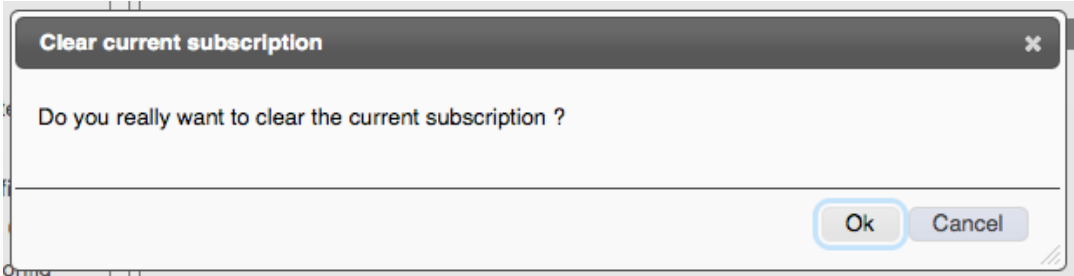 Clear current subscription
Do you really want to clear the current subscription ?
Ok
Cancel